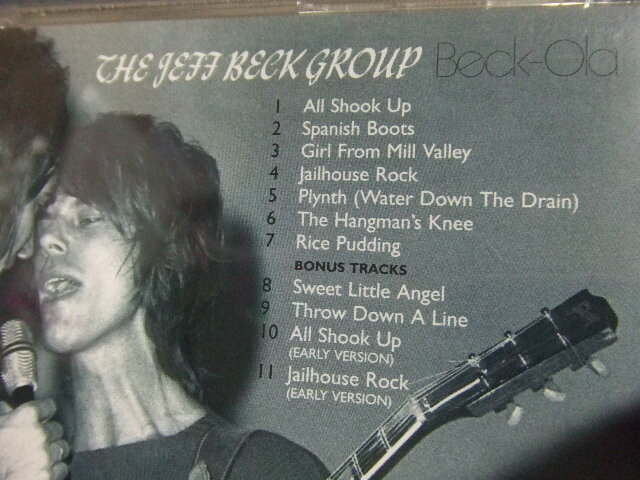 THE JEFF BECK GROUP Beck-Ola
1 All Shook Up
2 Spanish Boots
3 Girl From Mill Valley
4 Jailhouse Rock
5 Plynth (Water Down The Drain)
6 The Hangman's Knee
7 Rice Pudding
BONUS TRACKS
8 Sweet Little Angel
9 Throw Down A Line
10 All Shook Up
(EARLY VERSION)
11 Jailhouse Rock
(EARLY VERSION)